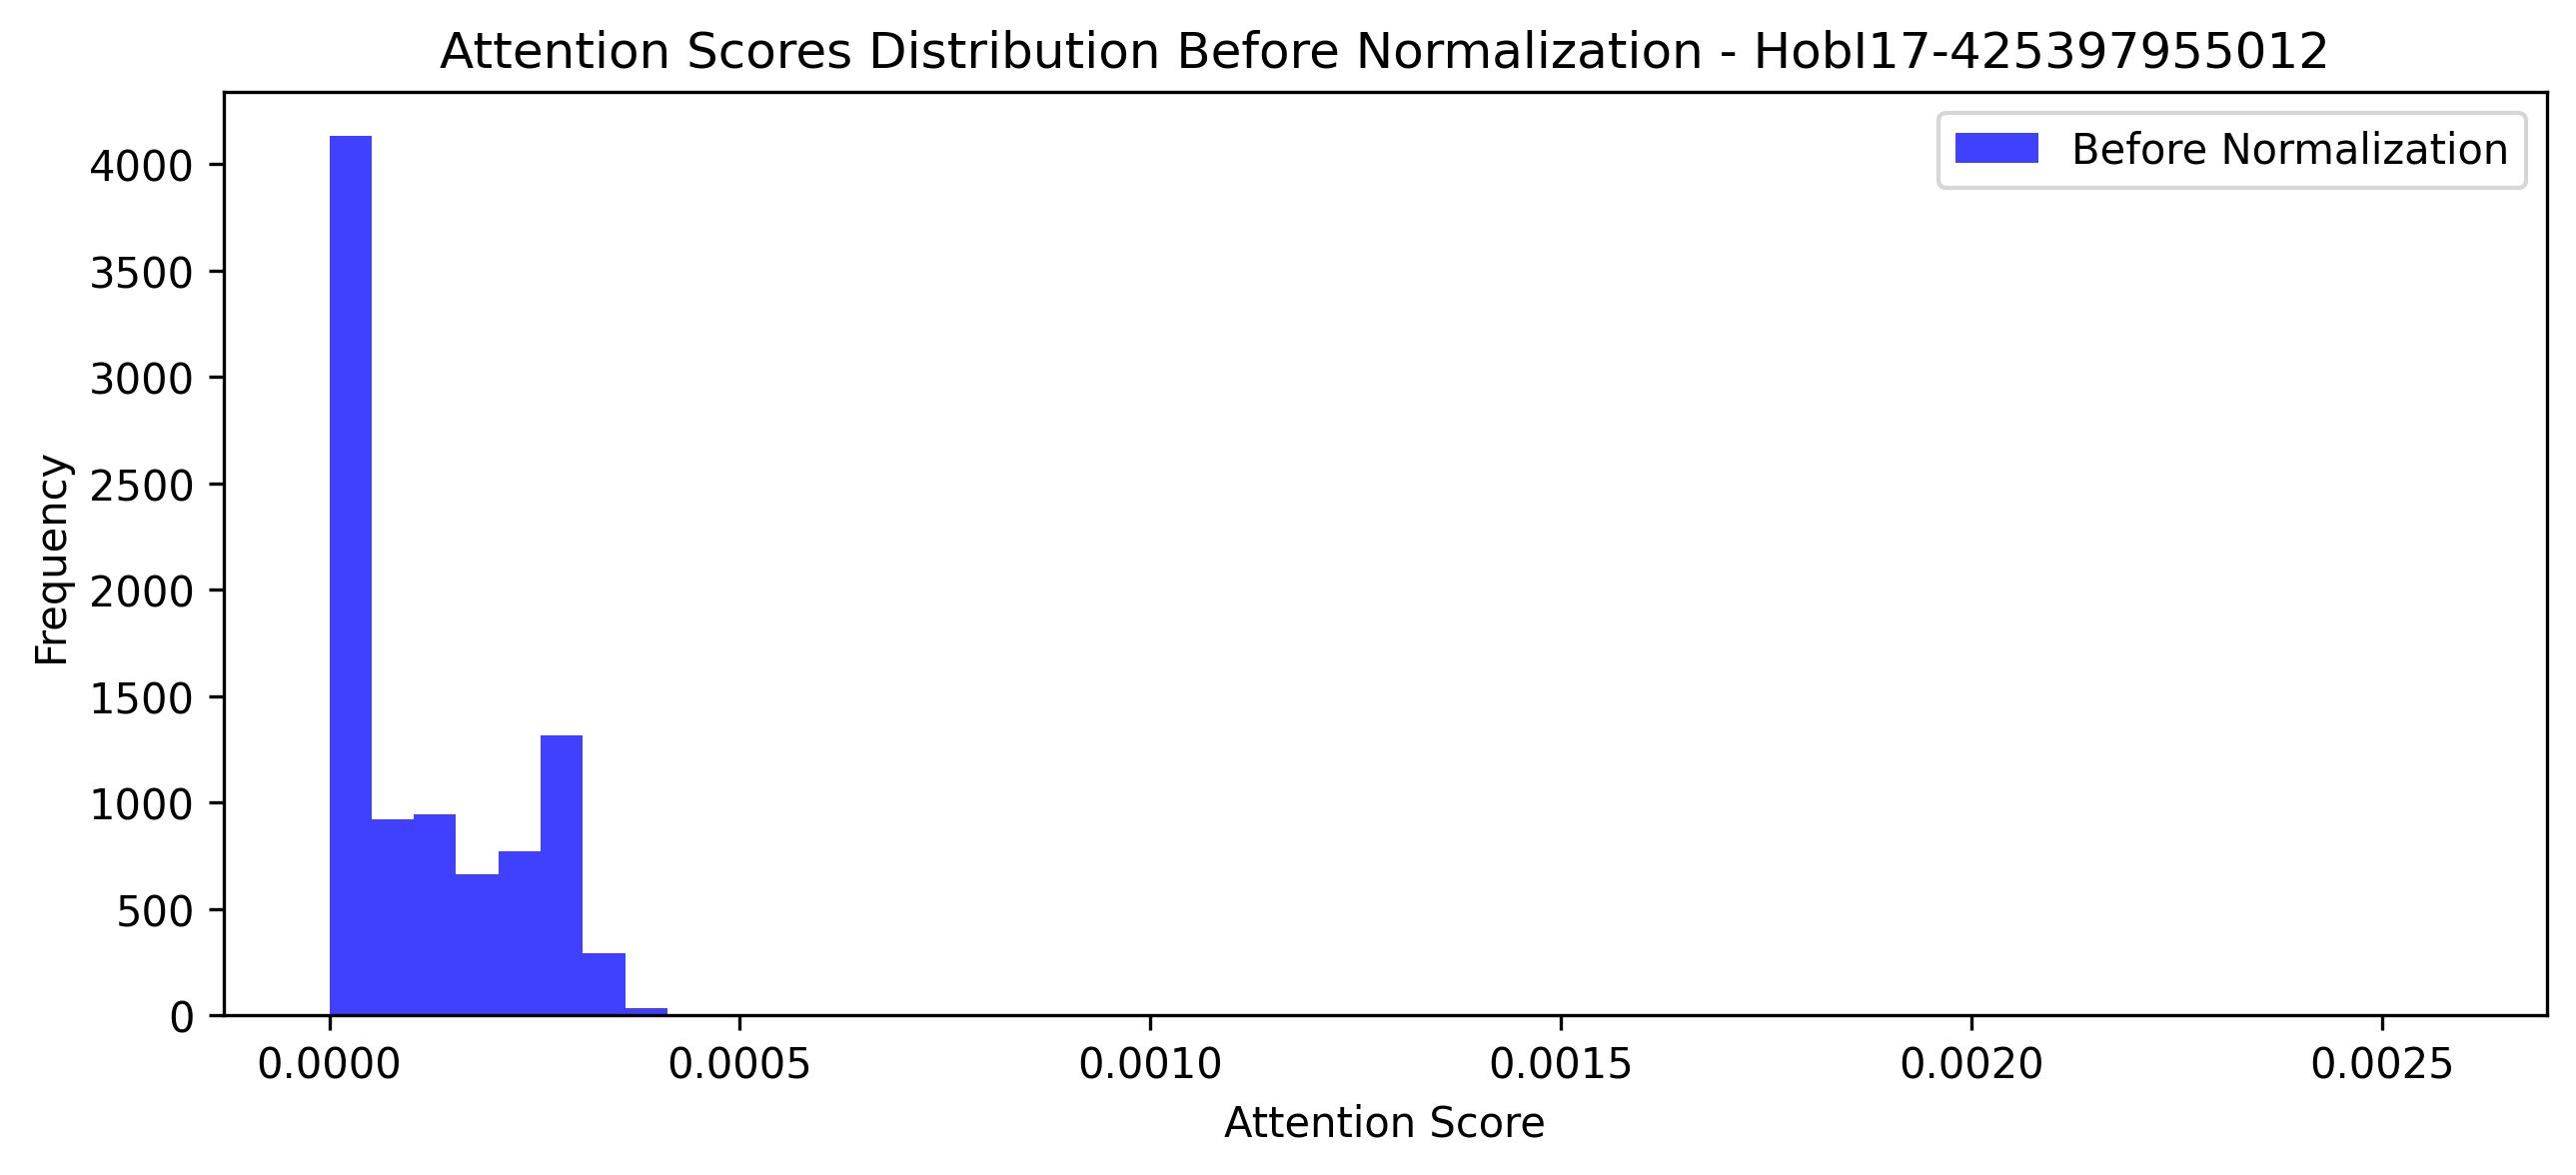 Attention Scores Distribution Before Normalization - HobI17-425397955012
Before Normalization
4000
3500
3000
2500
2000
1500
1000
500
0
Frequency
0.0000 0.0005 0.0010 0.0015 0.0020 0.0025
Attention Score